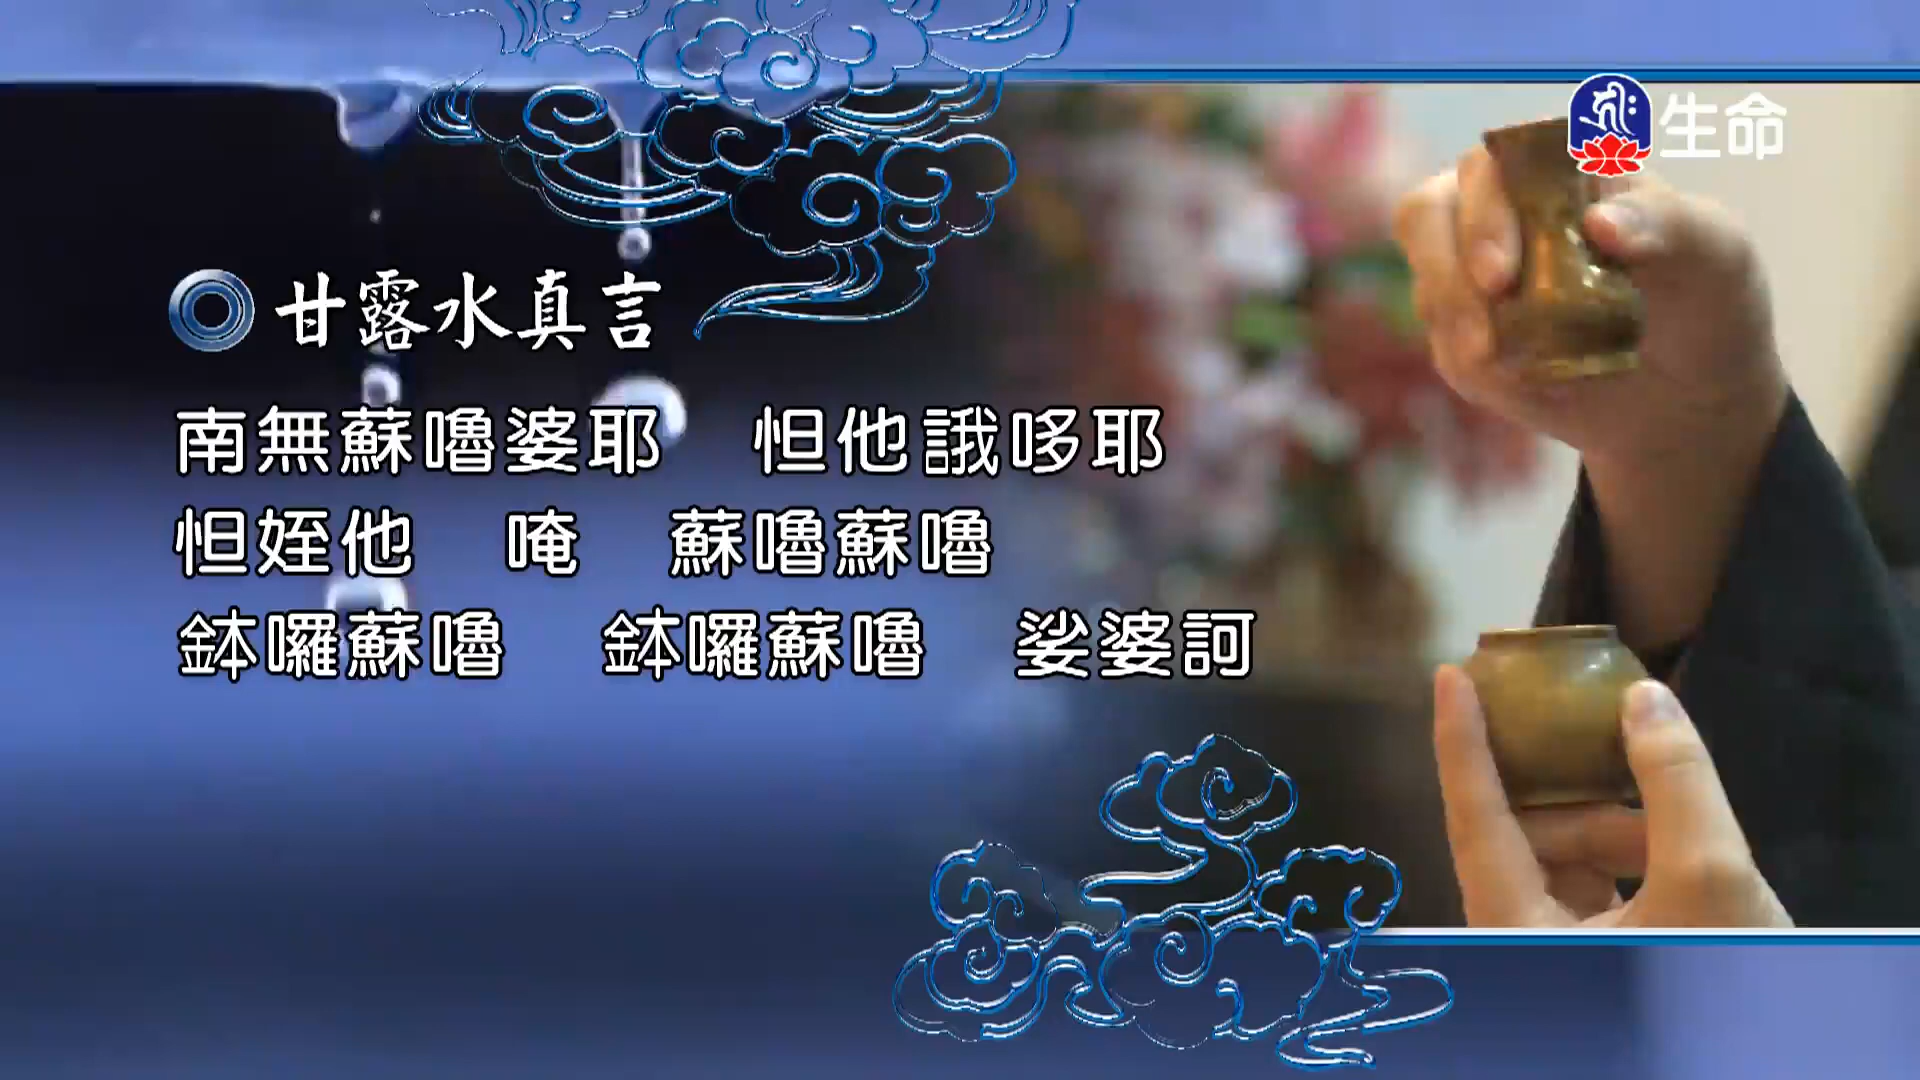 生命
甘露水真言
南無蘇嚕婆耶 怛他誐哆耶
怛姪他 唵 蘇嚕蘇嚕
鉢囉蘇嚕 鉢囉蘇嚕 娑婆訶